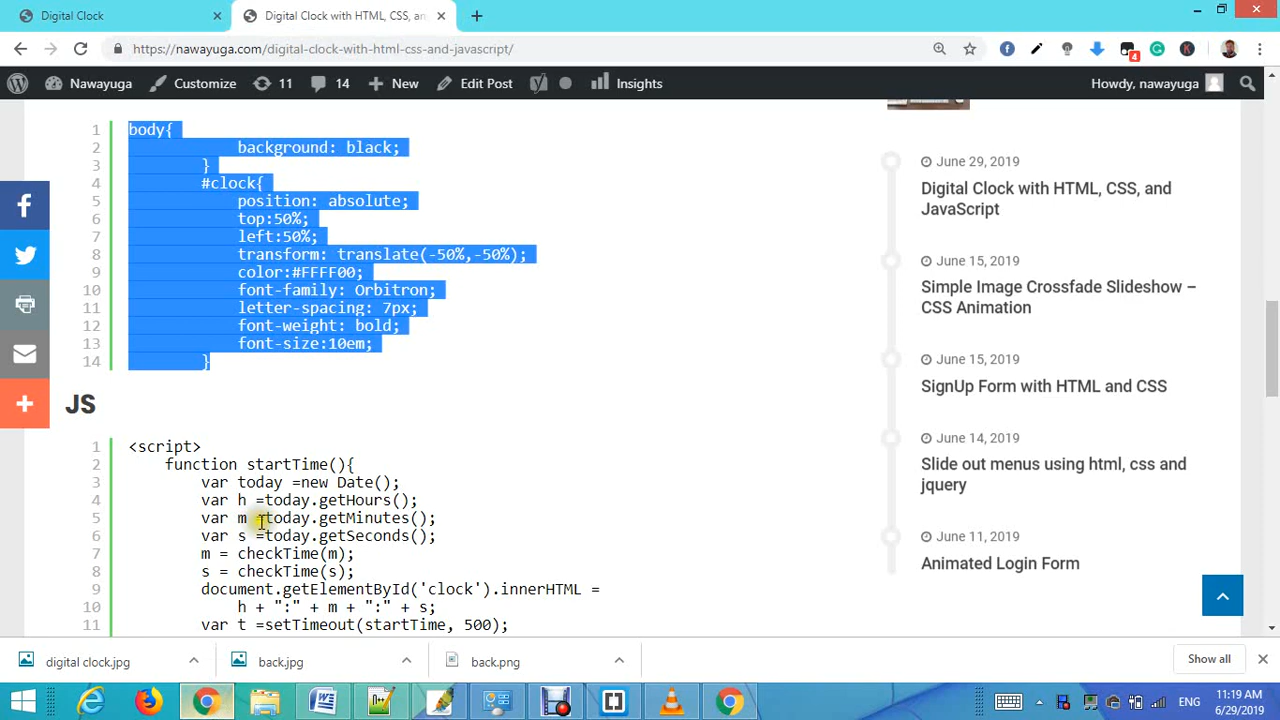 Digital Clock
Digital Clock with HTML, CSS, an
https://nawayuga.com/digital-clock-with-html-css-and-javascript/
4
K
Nawayuga
Customize
11
14
New
Edit Post
Insights
Howdy, nawayuga
1 body{
2 background: black;
3 }
4 #clock{
5 position: absolute;
6 top:50%;
7 left:50%;
8 transform: translate(-50%,-50%);
9 color:#FFFF00;
10 font-family: Orbitron;
11 letter-spacing: 7px;
12 font-weight: bold;
13 font-size:10em;
14 }
JS
1 <script>
2 function startTime(){
3 var today =new Date();
4 var h =today.getHours();
5 var m =today.getMinutes();
6 var s =today.getSeconds();
7 m = checkTime(m);
8 s = checkTime(s);
9 document.getElementById('clock').innerHTML =
10 h + ":" + m + ":" + s;
11 var t =setTimeout(startTime, 500);
June 29, 2019
Digital Clock with HTML, CSS, and
JavaScript
June 15, 2019
Simple Image Crossfade Slideshow –
CSS Animation
June 15, 2019
SignUp Form with HTML and CSS
June 14, 2019
Slide out menus using html, css and
jquery
June 11, 2019
Animated Login Form
digital clock.jpg
back.jpg
back.png
Show all
ENG
11:19 AM
6/29/2019